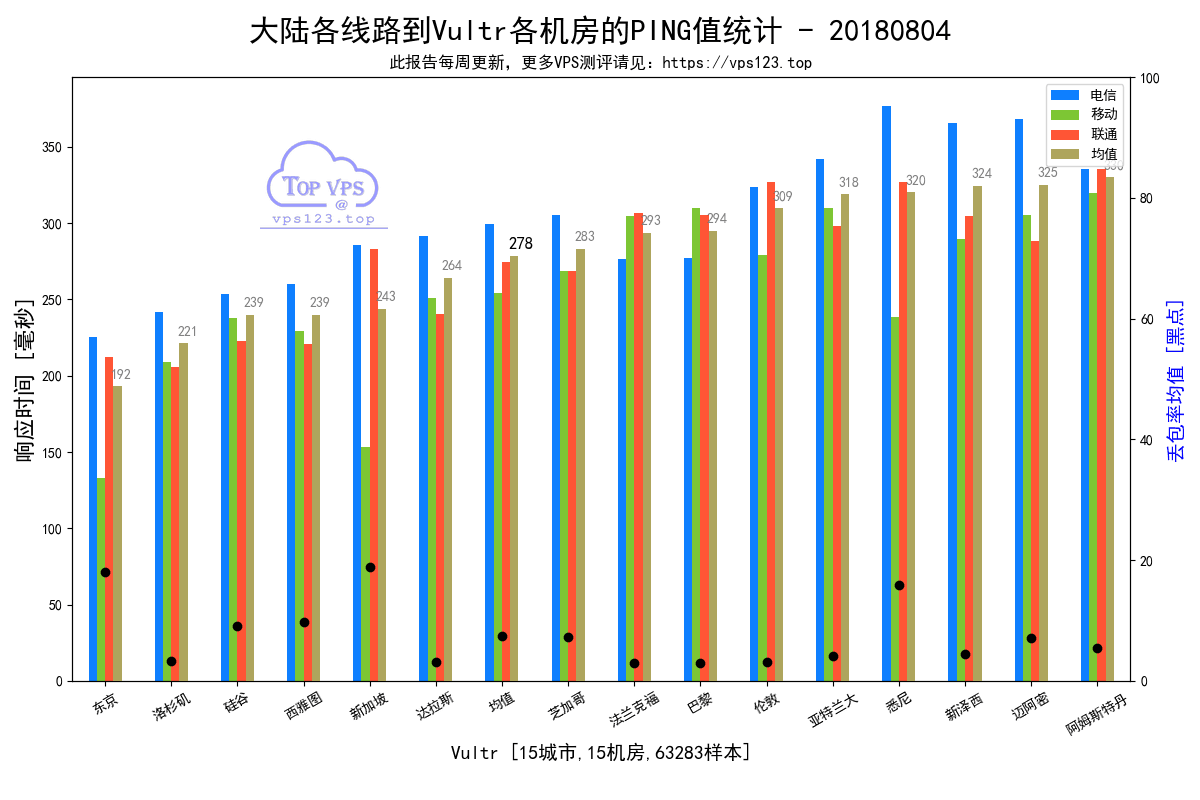 大陆各线路到Vultr各机房的PING值统计 - 20180804
此报告每周更新，更多VPS测评请见：https://vps123.top
电信
移动
联通
均值
TOP VPS
@
vps123.top
响应时间 [毫秒]
0
50
100
150
200
250
300
350
192
221
239
239
243
264
278
283
293
294
309
318
320
324
325
330
0
20
40
60
80
100
丢包率均值 [黑点]
东京
洛杉矶
硅谷
西雅图
新加坡
达拉斯
均值
芝加哥
法兰克福
巴黎
伦敦
亚特兰大
悉尼
新泽西
迈阿密
阿姆斯特丹
Vultr [15城市,15机房,63283样本]